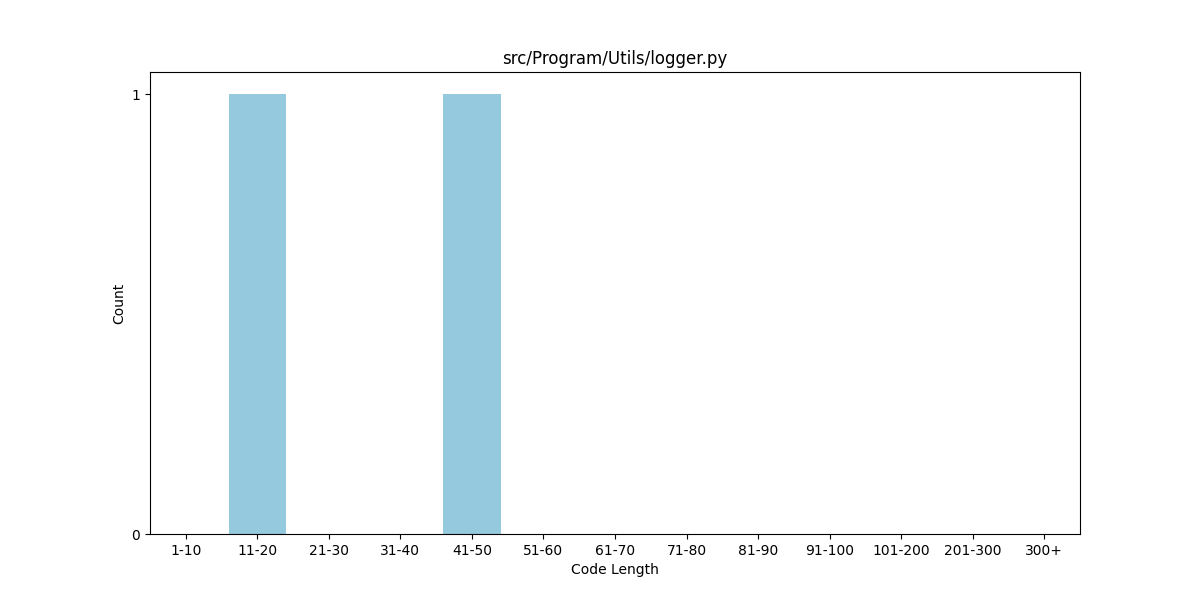 src/Program/Utils/logger.py
1
Count
0
1-10 11-20 21-30 31-40 41-50 51-60 61-70 71-80 81-90 91-100 101-200 201-300 300+
Code Length